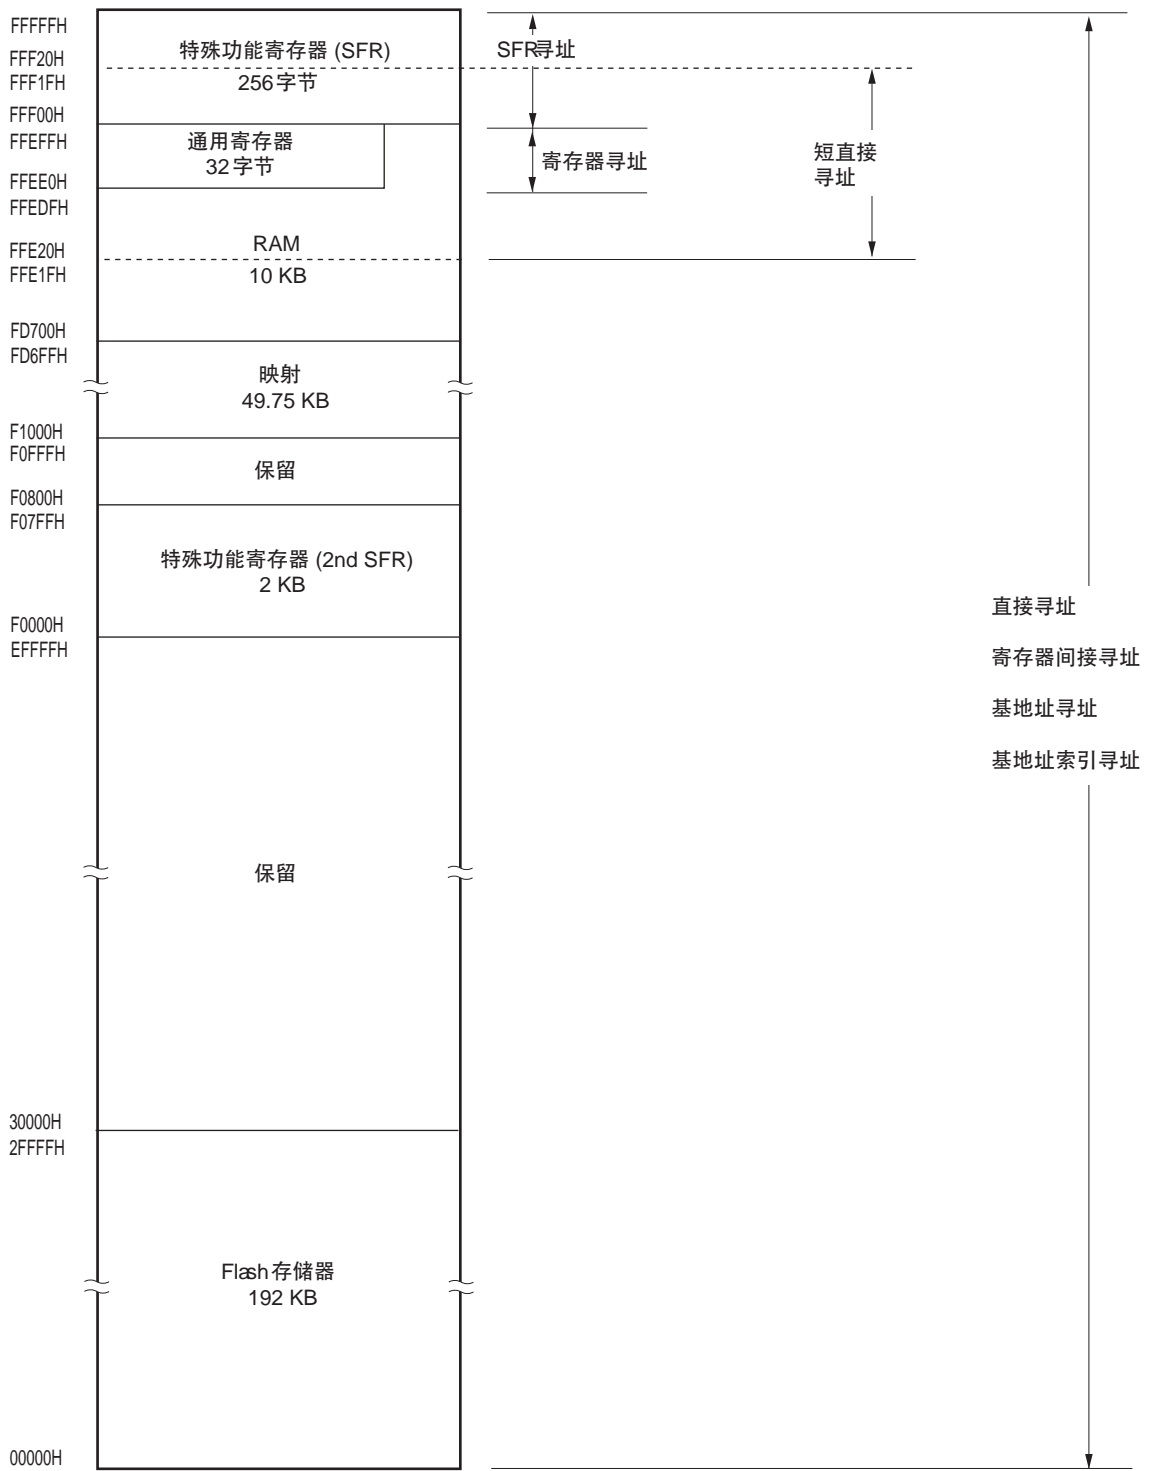 FFFFFH
特殊功能寄存器 (SFR)
SFR寻址
FFF20H
FFF1FH
256字节
FFF00H
FFEFFH
通用寄存器
32字节
寄存器寻址
短直接
寻址
FFEE0H
FFEDFH
RAM
FFE20H
FFE1FH
10 KB
FD700H
FD6FFH
映射
49.75 KB
F1000H
F0FFFH
保留
F0800H
F07FFH
特殊功能寄存器 (2nd SFR)
2 KB
F0000H
EFFFFH
直接寻址
寄存器间接寻址
基地址寻址
基地址索引寻址
保留
30000H
2FFFFH
Flash存储器
192 KB
00000H